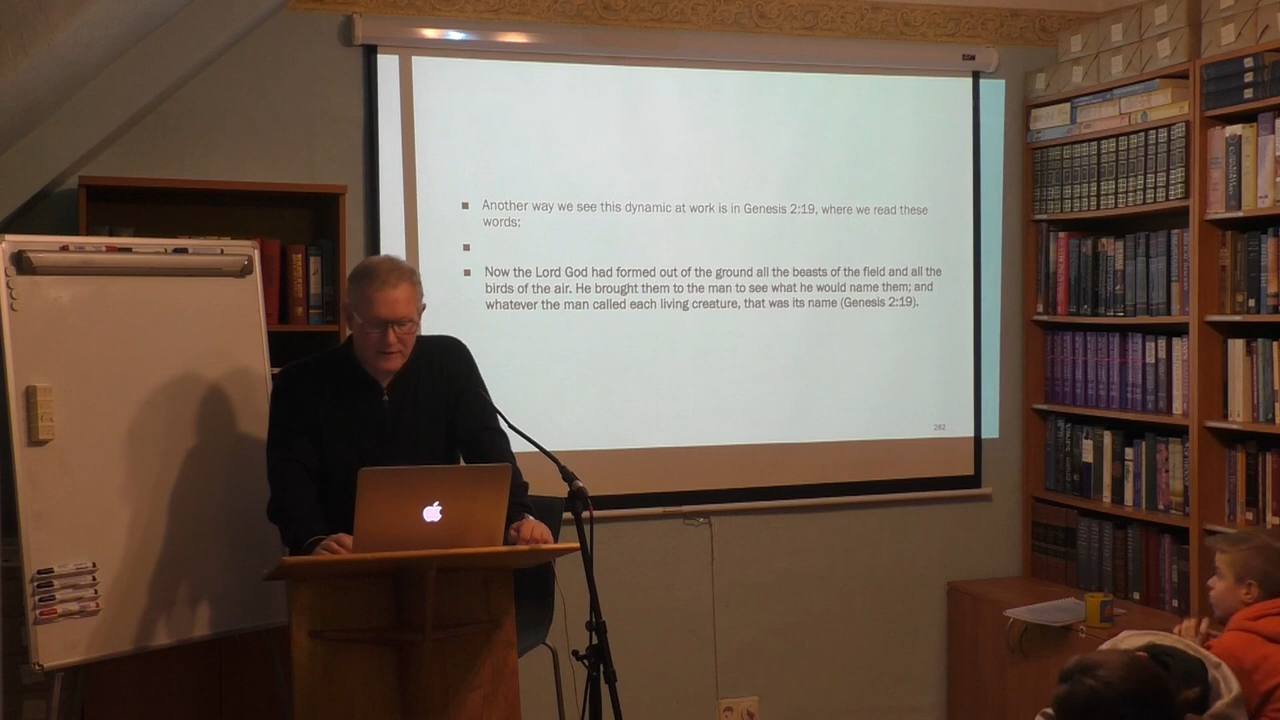 Another way we see this dynamic at work is in Genesis 2:19, where we read these
words:
Now the Lord God had formed out of the ground all the beasts of the field and all the
birds of the air. He brought them to the man to see what he would name them; and
whatever the man called each living creature, that was its name (Genesis 2:19).
262